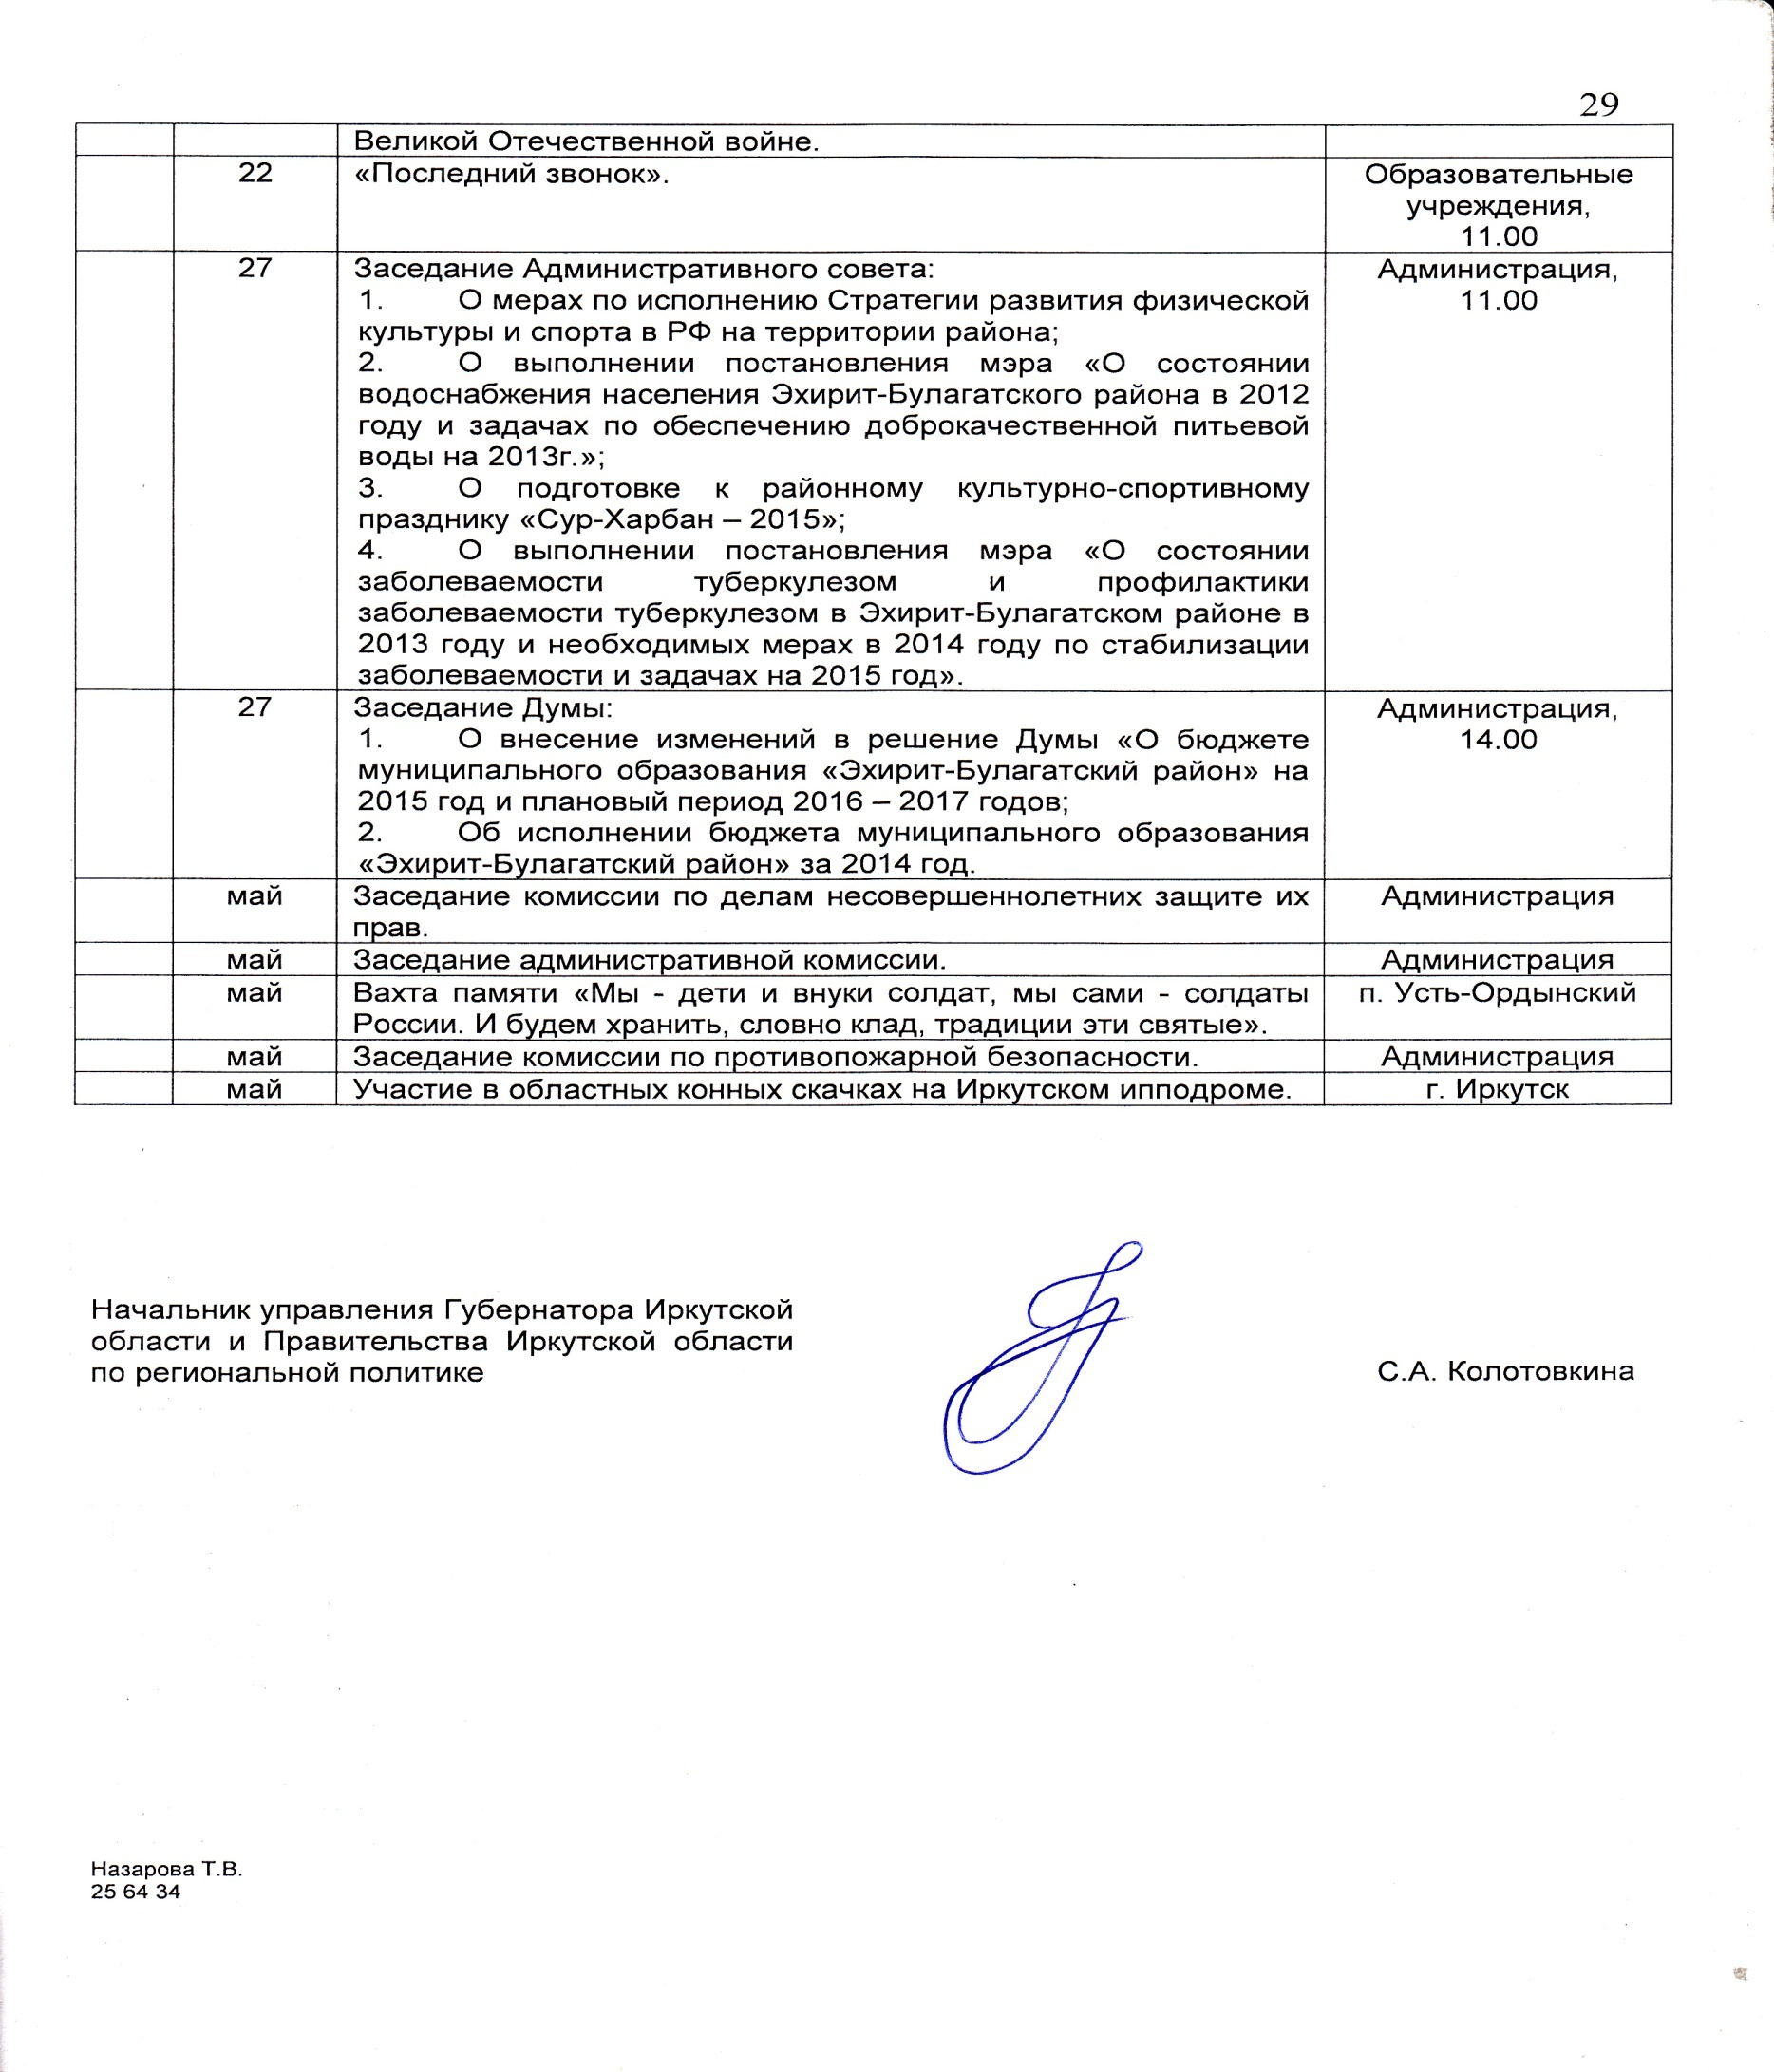 29
Великой Отечественной войне.
22
«Последний звонок».
Образовательные
учреждения,
11.00
27
Заседание Административного совета:
1. О мерах по исполнению Стратегии развития физической
культуры и спорта в РФ на территории района;
2. О выполнении постановления мэра «О состоянии
водоснабжения населения Эхирит-Булагатского района в 2012
году и задачах по обеспечению доброкачественной питьевой
воды на 2013г.»;
3. О подготовке к районному культурно-спортивному
празднику «Сур-Харбан – 2015»;
4. О выполнении постановления мэра «О состоянии
заболеваемости туберкулезом и профилактики
заболеваемости туберкулезом в Эхирит-Булагатском районе в
2013 году и необходимых мерах в 2014 году по стабилизации
заболеваемости и задачах на 2015 год».
Администрация,
11.00
27
Заседание Думы:
1. О внесение изменений в решение Думы «О бюджете
муниципального образования «Эхирит-Булагатский район» на
2015 год и плановый период 2016 – 2017 годов;
2. Об исполнении бюджета муниципального образования
«Эхирит-Булагатский район» за 2014 год.
Администрация,
14.00
май
Заседание комиссии по делам несовершеннолетних защите их
прав.
Администрация
май
Заседание административной комиссии.
Администрация
май
Вахта памяти «Мы - дети и внуки солдат, мы сами - солдаты
России. И будем хранить, словно клад, традиции эти святые».
п. Усть-Ордынский
май
Заседание комиссии по противопожарной безопасности.
Администрация
май
Участие в областных конных скачках на Иркутском ипподроме.
г. Иркутск
Начальник управления Губернатора Иркутской
области и Правительства Иркутской области
по региональной политике
С.А. Колотовкина
Назарова Т.В.
25 64 34